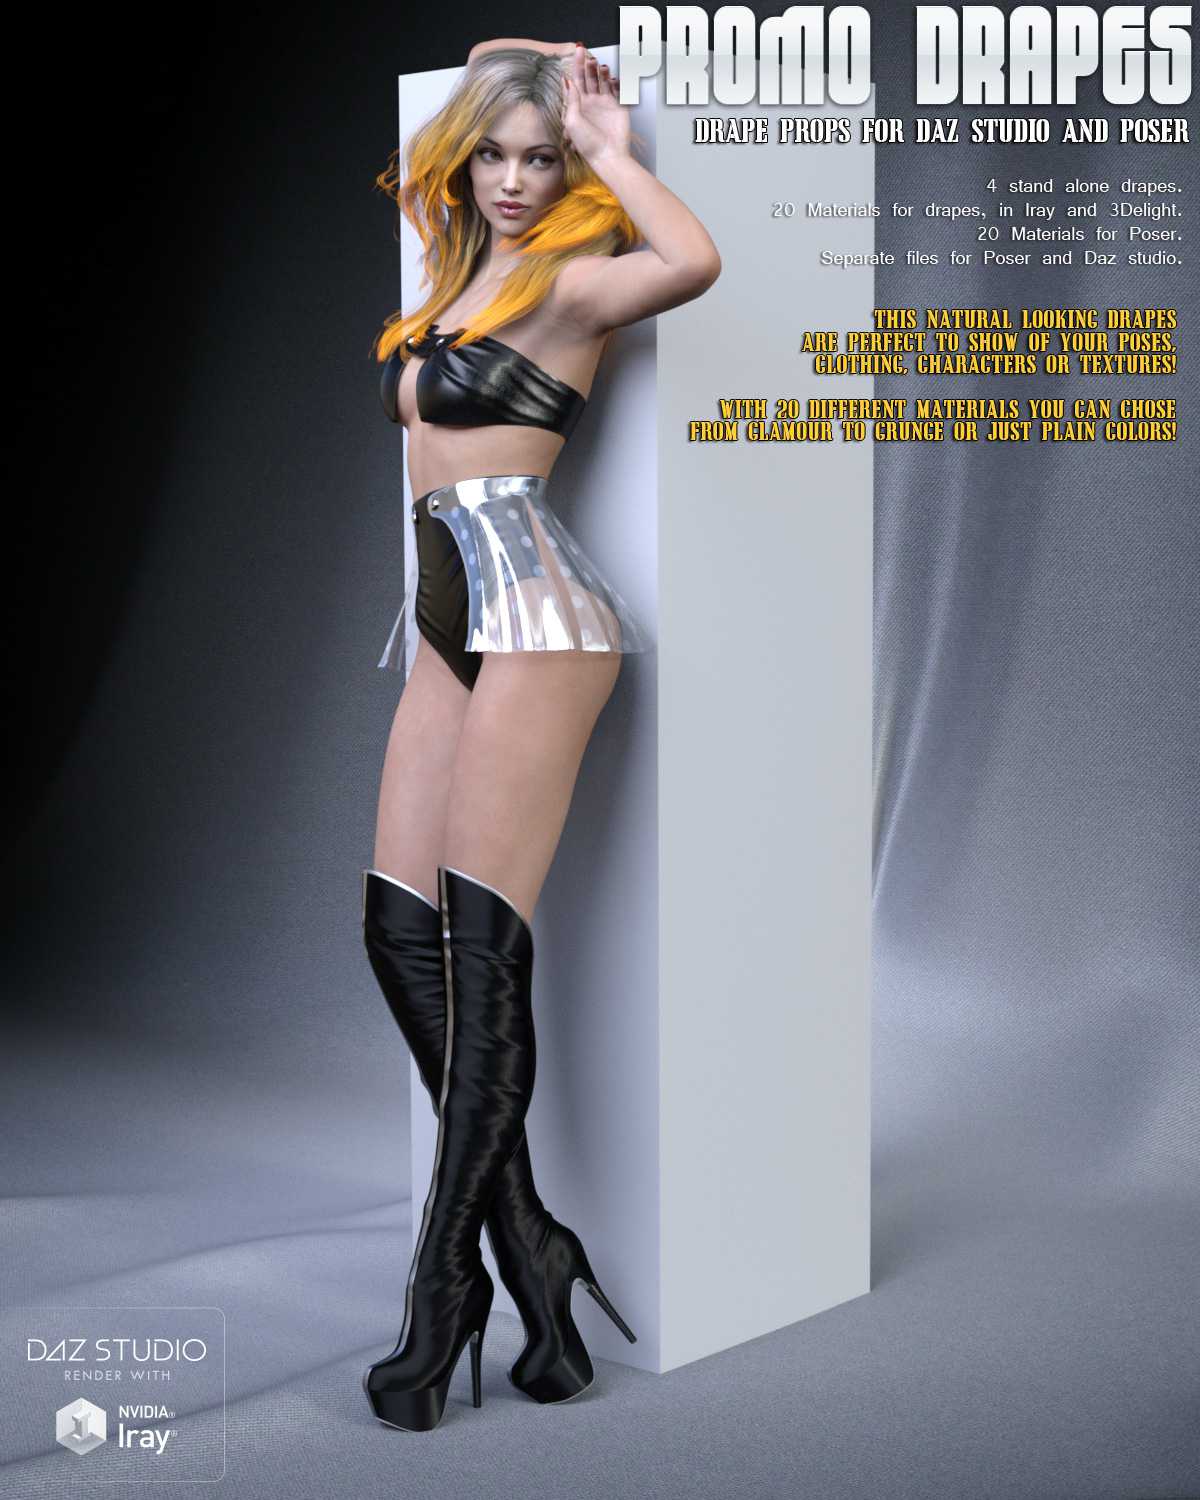 PROMO DRAPES
DRAPE PROPS FOR DAZ STUDIO AND POSER
4 stand alone drapes.
20 Materials for drapes, in Iray and 3Delight.
20 Materials for Poser.
Separate files for Poser and Daz studio.
THIS NATURAL LOOKING DRAPES
ARE PERFECT TO SHOW OF YOUR POSES,
CLOTHING, CHARACTERS OR TEXTURES!
WITH 20 DIFFERENT MATERIALS YOU CAN CHOSE
FROM GLAMOUR TO GRUNGE OR JUST PLAIN COLORS!
DAZ STUDIO
RENDER WITH
NVIDIA®
Iray®